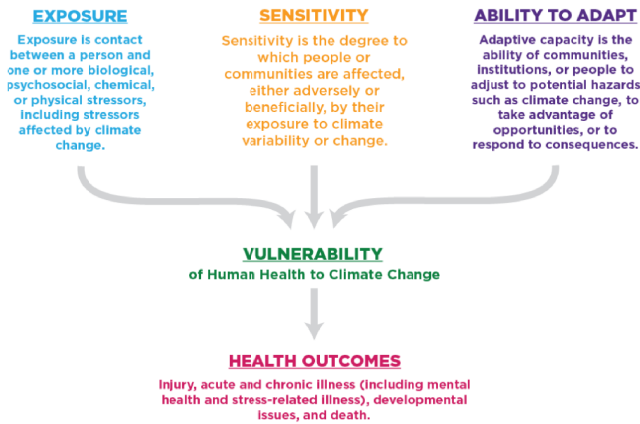 EXPOSURE
Exposure is contact
between a person and
one or more biological,
psychosocial, chemical,
or physical stressors,
including stressors
affected by climate
change.
SENSITIVITY
Sensitivity is the degree to
which people or
communities are affected,
either adversely or
beneficially, by their
exposure to climate
variability or change.
ABILITY TO ADAPT
Adaptive capacity is the
ability of communities,
institutions, or people to
adjust to potential hazards
such as climate change, to
take advantage of
opportunities, or to
respond to consequences.
VULNERABILITY
of Human Health to Climate Change
HEALTH OUTCOMES
Injury, acute and chronic illness (including mental
health and stress-related illness), developmental
issues, and death.